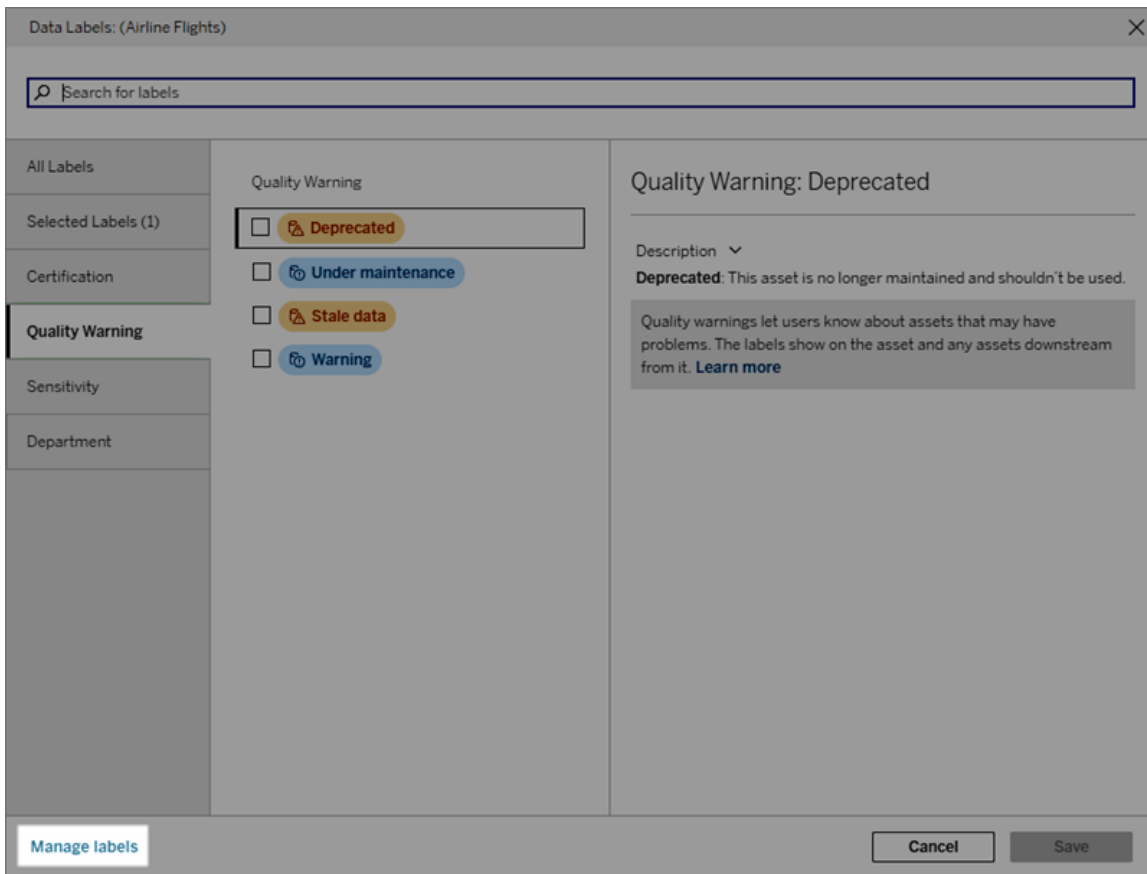 Data Labels: (Airline Flights)
Search for labels
All Labels
Selected Labels (1)
Certification
Quality Warning
Sensitivity
Department
Quality Warning
Deprecated
Under maintenance
Stale data
Warning
Quality Warning: Deprecated
Description
Deprecated: This asset is no longer maintained and shouldn't be used.
Quality warnings let users know about assets that may have
problems. The labels show on the asset and any assets downstream
from it. Learn more
Manage labels
Cancel
Save